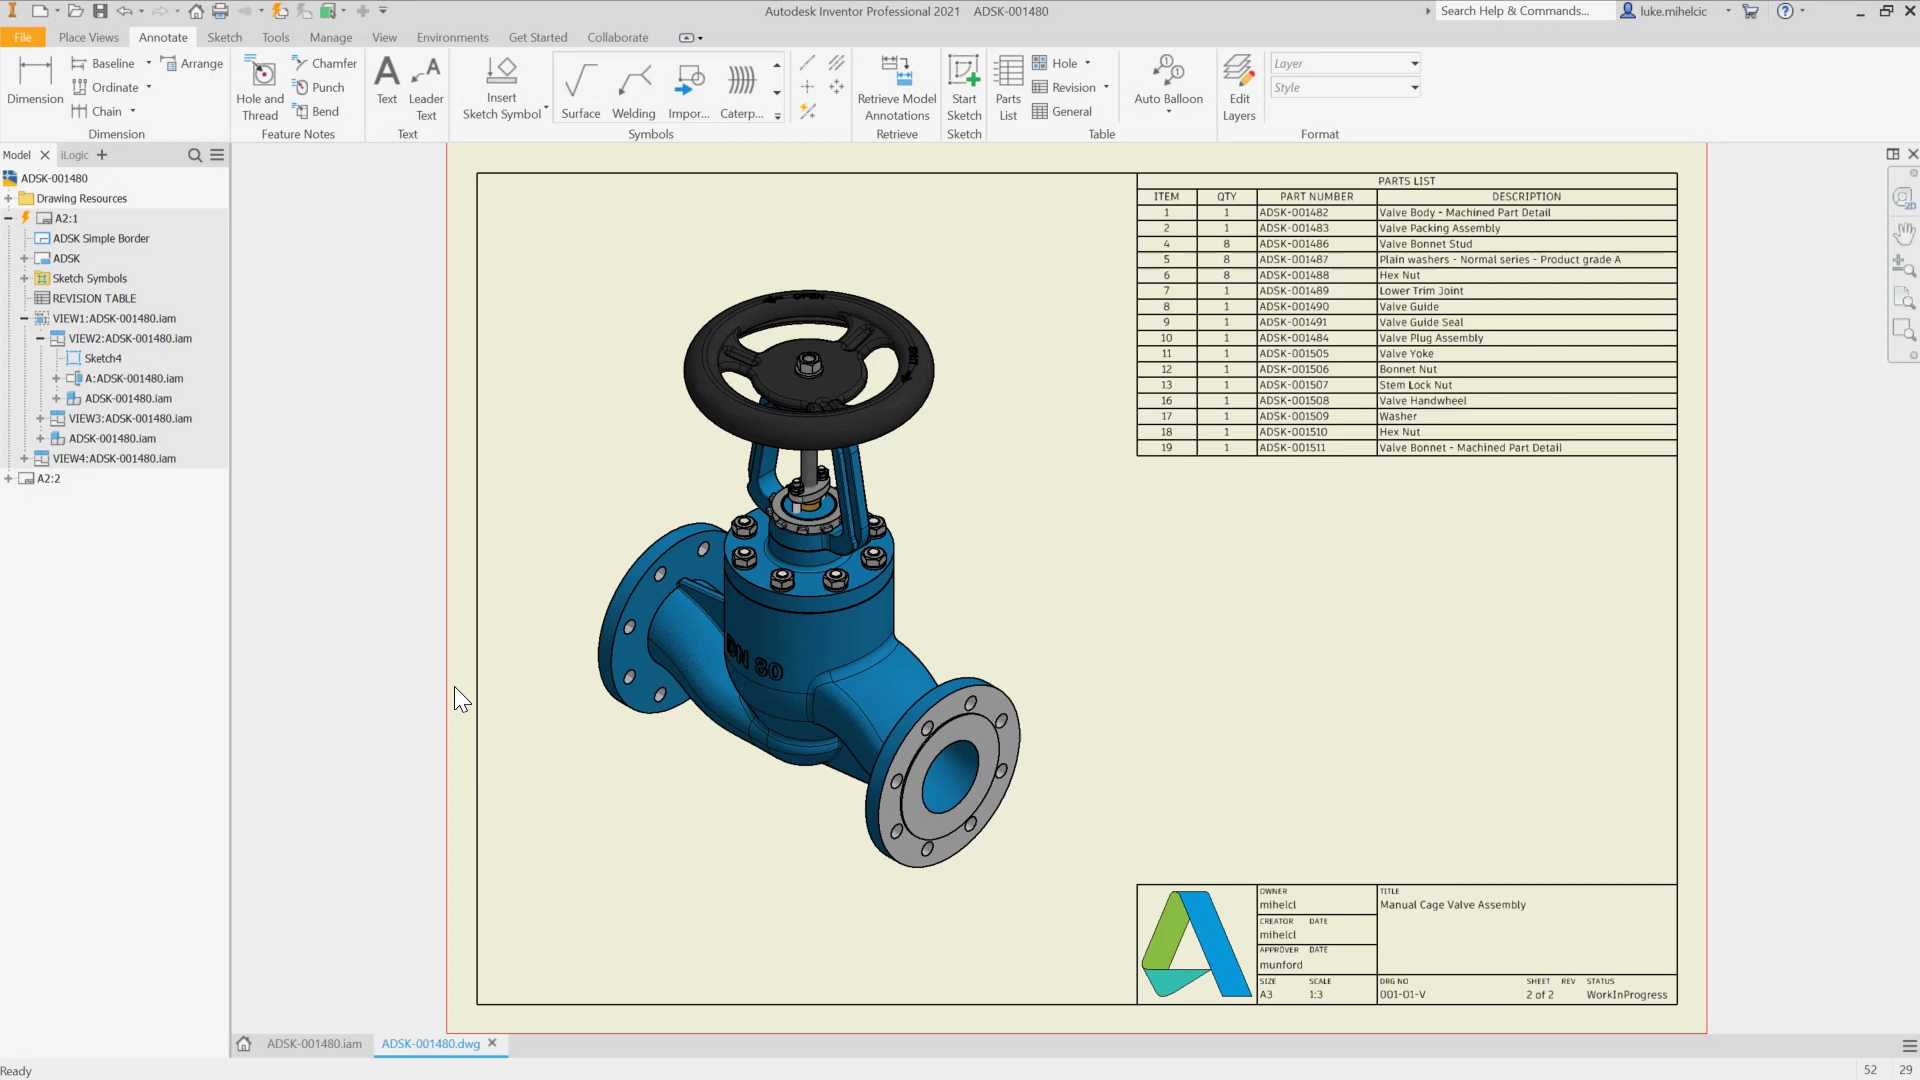 Autodesk Inventor Professional 2021 ADSK-001480
Search Help & Commands...
luke.mihelcic
File
Place Views
Annotate
Sketch
Tools
Manage
View
Environments
Get Started
Collaborate
Dimension
Baseline
Ordinate
Chain
Arrange
Dimension
Hole and
Thread
Chamfer
Punch
Bend
Feature Notes
Text
Leader
Text
Text
Insert
Sketch Symbol
Surface
Welding
Impor...
Caterp...
Symbols
Retrieve Model
Annotations
Retrieve
Start
Sketch
Sketch
Parts
List
Hole
Revision
General
Table
Auto Balloon
Edit
Layers
Layer
Style
Format
Model
iLogic
ADSK-001480
Drawing Resources
A2:1
ADSK Simple Border
ADSK
Sketch Symbols
REVISION TABLE
VIEW1:ADSK-001480.iam
VIEW2:ADSK-001480.iam
Sketch4
A:ADSK-001480.iam
ADSK-001480.iam
VIEW3:ADSK-001480.iam
ADSK-001480.iam
VIEW4:ADSK-001480.iam
A2:2
PARTS LIST
ITEM QTY PART NUMBER DESCRIPTION
1 1 ADSK-001482 Valve Body - Machined Part Detail
2 1 ADSK-001483 Valve Packing Assembly
4 8 ADSK-001486 Valve Bonnet Stud
5 8 ADSK-001487 Plain washers - Normal series - Product grade A
6 8 ADSK-001488 Hex Nut
7 1 ADSK-001489 Lower Trim Joint
8 1 ADSK-001490 Valve Guide
9 1 ADSK-001491 Valve Guide Seal
10 1 ADSK-001484 Valve Plug Assembly
11 1 ADSK-001505 Valve Yoke
12 1 ADSK-001506 Bonnet Nut
13 1 ADSK-001507 Stem Lock Nut
16 1 ADSK-001508 Valve Handwheel
17 1 ADSK-001509 Washer
18 1 ADSK-001510 Hex Nut
19 1 ADSK-001511 Valve Bonnet - Machined Part Detail
OPEN
DN 80
OWNER
mihelcl
CREATOR DATE
mihelcl
APPROVER DATE
munford
SIZE SCALE
A3 1:3
TITLE
Manual Cage Valve Assembly
DRG NO SHEET REV STATUS
001-01-V 2 of 2 WorkInProgress
2D
ADSK-001480.iam
ADSK-001480.dwg
Ready
52 29